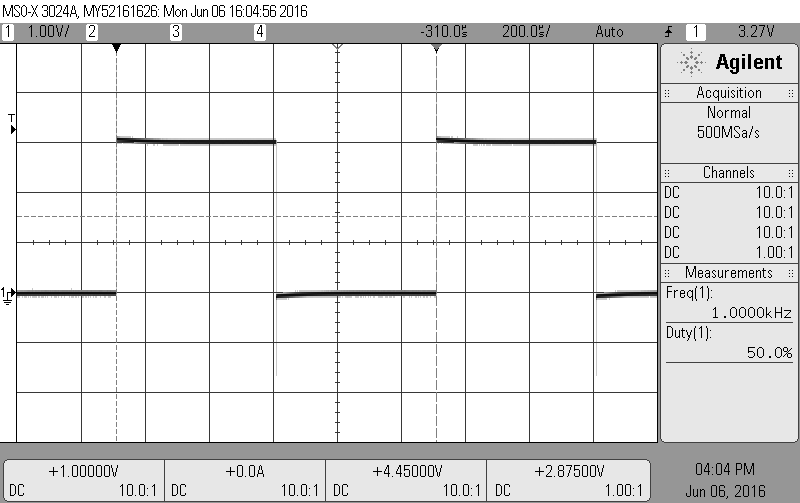 MSO-X 3024A, MY52161626: Mon Jun 06 16:04:56 2016
1 1.00V/ 2 3 4 -310.0µs 200.0µs/ Auto 1 3.27V
Agilent
Acquisition
Normal
500MSa/s
Channels
DC 10.0:1
DC 10.0:1
DC 10.0:1
DC 1.00:1
Measurements
Freq(1):
1.0000kHz
Duty(1):
50.0%
T
1
+1.00000V
DC 10.0:1
+0.0A
DC 10.0:1
+4.45000V
DC 10.0:1
+2.87500V
DC 1.00:1
04:04 PM
Jun 06, 2016